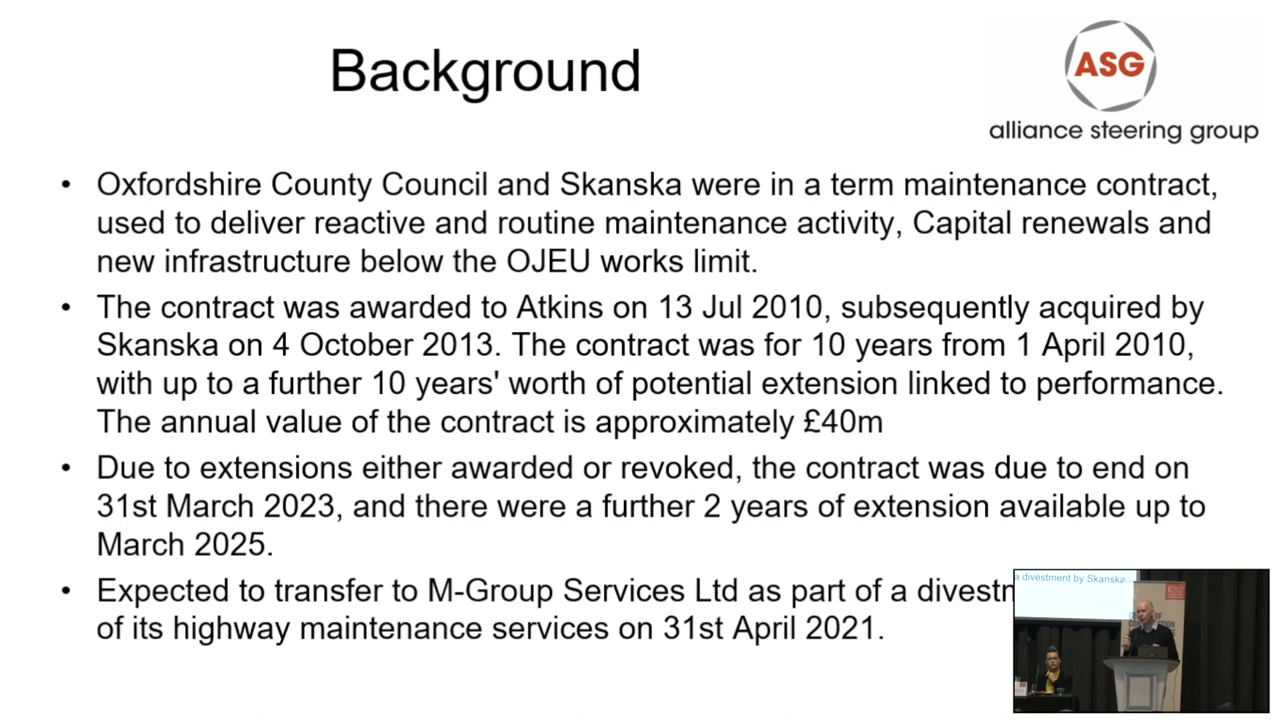 Background
ASG
alliance steering group
• Oxfordshire County Council and Skanska were in a term maintenance contract,
used to deliver reactive and routine maintenance activity, Capital renewals and
new infrastructure below the OJEU works limit.
• The contract was awarded to Atkins on 13 Jul 2010, subsequently acquired by
Skanska on 4 October 2013. The contract was for 10 years from 1 April 2010,
with up to a further 10 years' worth of potential extension linked to performance.
The annual value of the contract is approximately £40m
• Due to extensions either awarded or revoked, the contract was due to end on
31st March 2023, and there were a further 2 years of extension available up to
March 2025.
• Expected to transfer to M-Group Services Ltd as part of a
of its highway maintenance services on 31st April 2021.
a divestment by Skanska